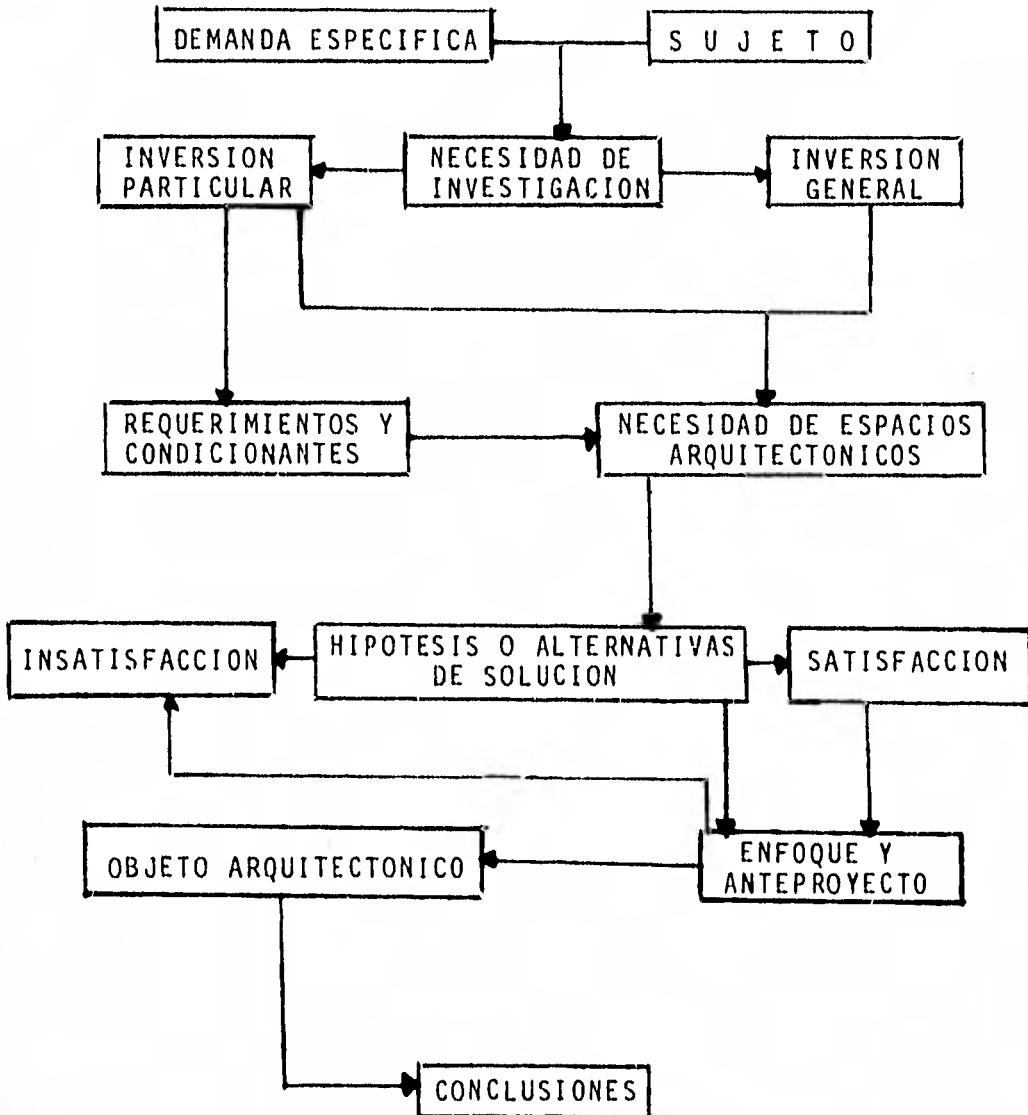 DEMANDA ESPECIFICA
S U J E T O
INVERSION
PARTICULAR
NECESIDAD DE
INVESTIGACION
INVERSION
GENERAL
REQUERIMIENTOS Y
CONDICIONANTES
NECESIDAD DE ESPACIOS
ARQUITECTONICOS
INSATISFACCION
HIPOTESIS O ALTERNATIVAS
DE SOLUCION
SATISFACCION
OBJETO ARQUITECTONICO
ENFOQUE Y
ANTEPROYECTO
CONCLUSIONES